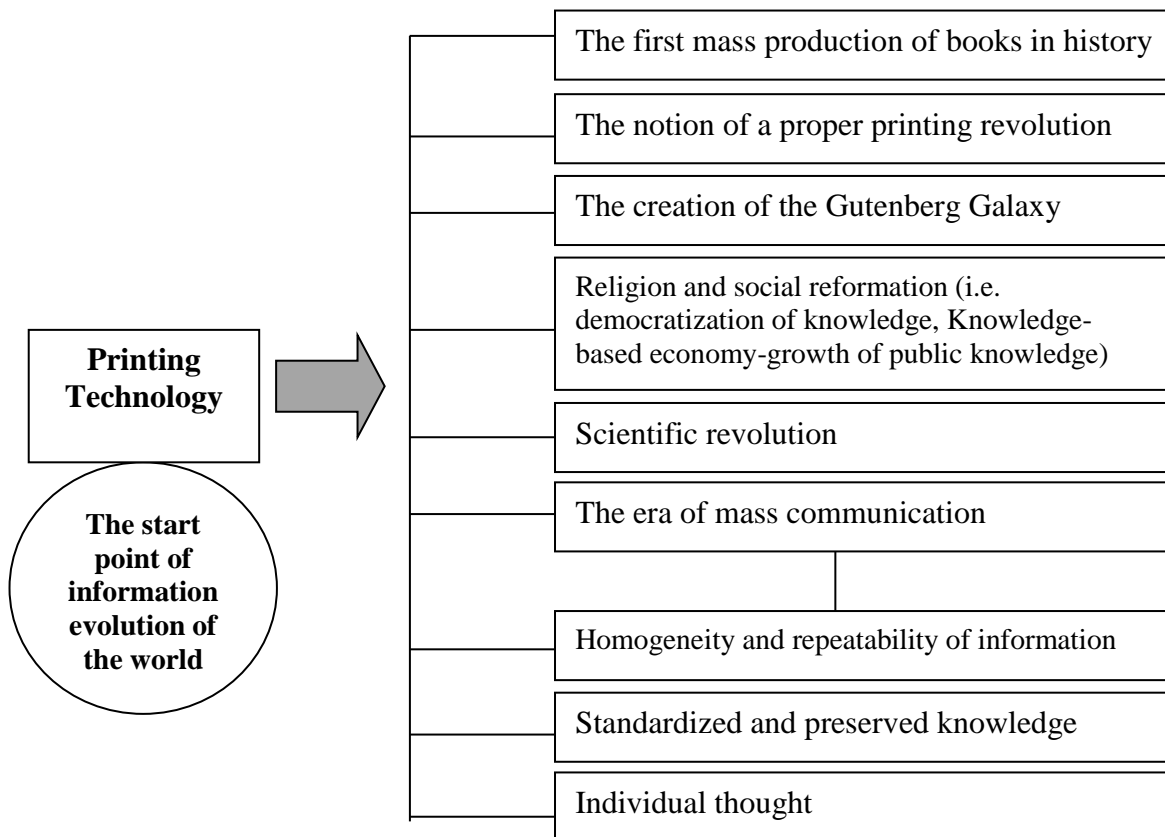 The first mass production of books in history
The notion of a proper printing revolution
The creation of the Gutenberg Galaxy
Religion and social reformation (i.e.
democratization of knowledge, Knowledge-
based economy-growth of public knowledge)
Printing
Technology
Scientific revolution
The era of mass communication
The start
point of
information
evolution of
the world
Homogeneity and repeatability of information
Standardized and preserved knowledge
Individual thought